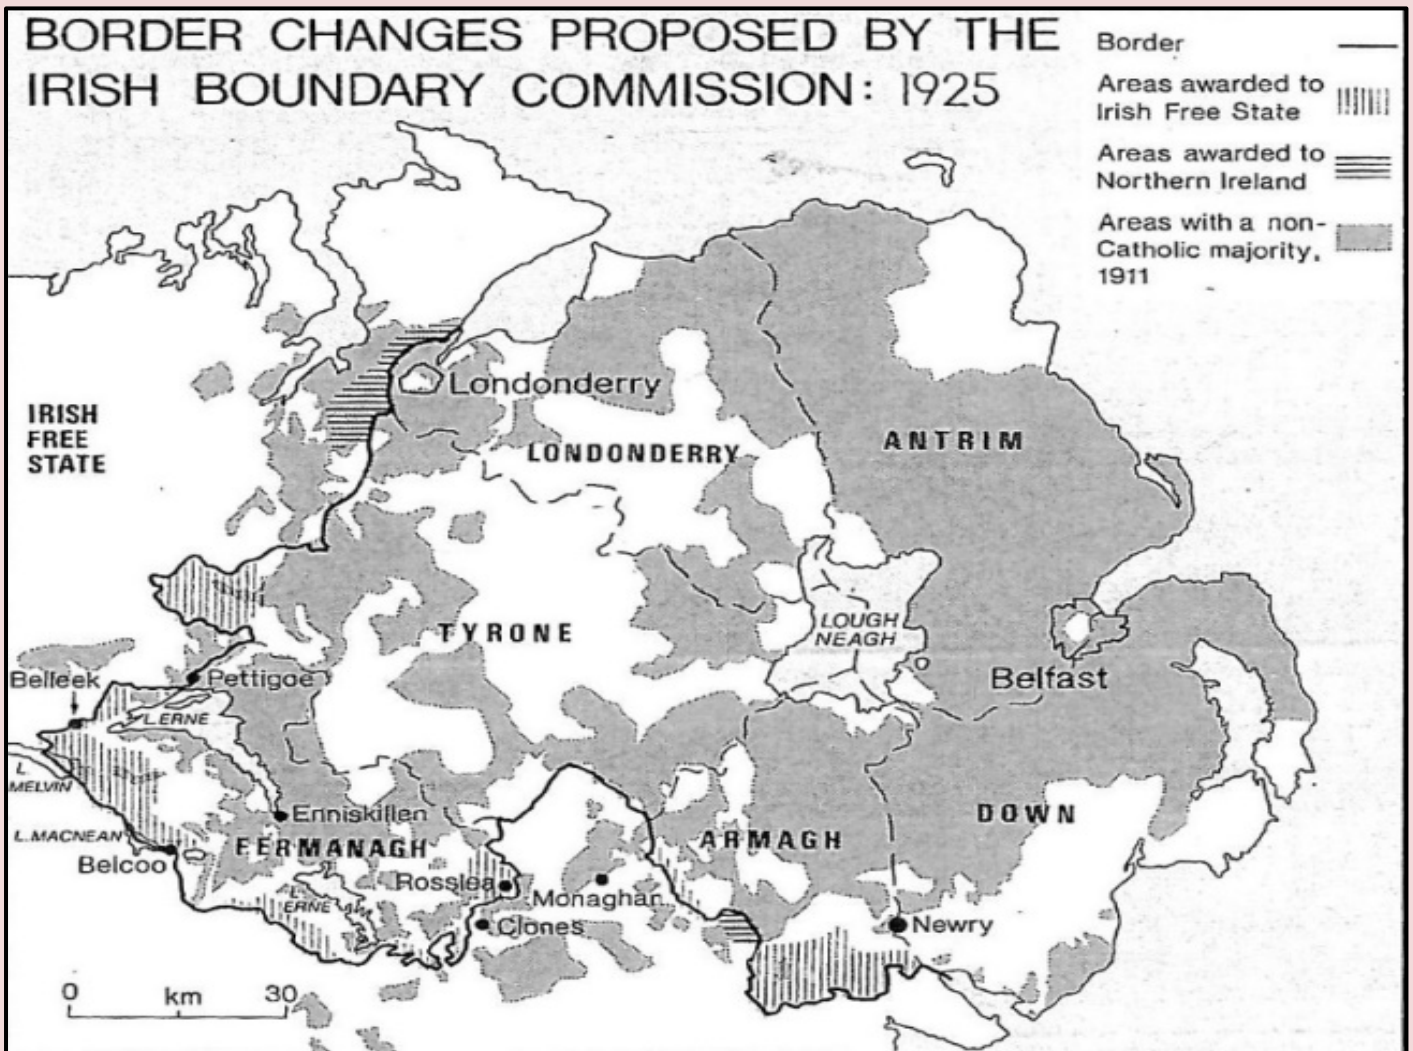 BORDER CHANGES PROPOSED BY THE
IRISH BOUNDARY COMMISSION: 1925
Border
Areas awarded to
Irish Free State
Areas awarded to
Northern Ireland
Areas with a non-
Catholic majority,
1911
Londonderry
IRISH
FREE
STATE
LONDONDERRY
ANTRIM
TYRONE
LOUGH
NEAGH
Belleek
Pettigoe
Belfast
L. ERNE
L.
MELVIN
Enniskillen
DOWN
L. MACNEAN
FERMANAGH
ARMAGH
Belcoo
Rosslea
Monaghan
ERNE
Clones
Newry
0 km 30